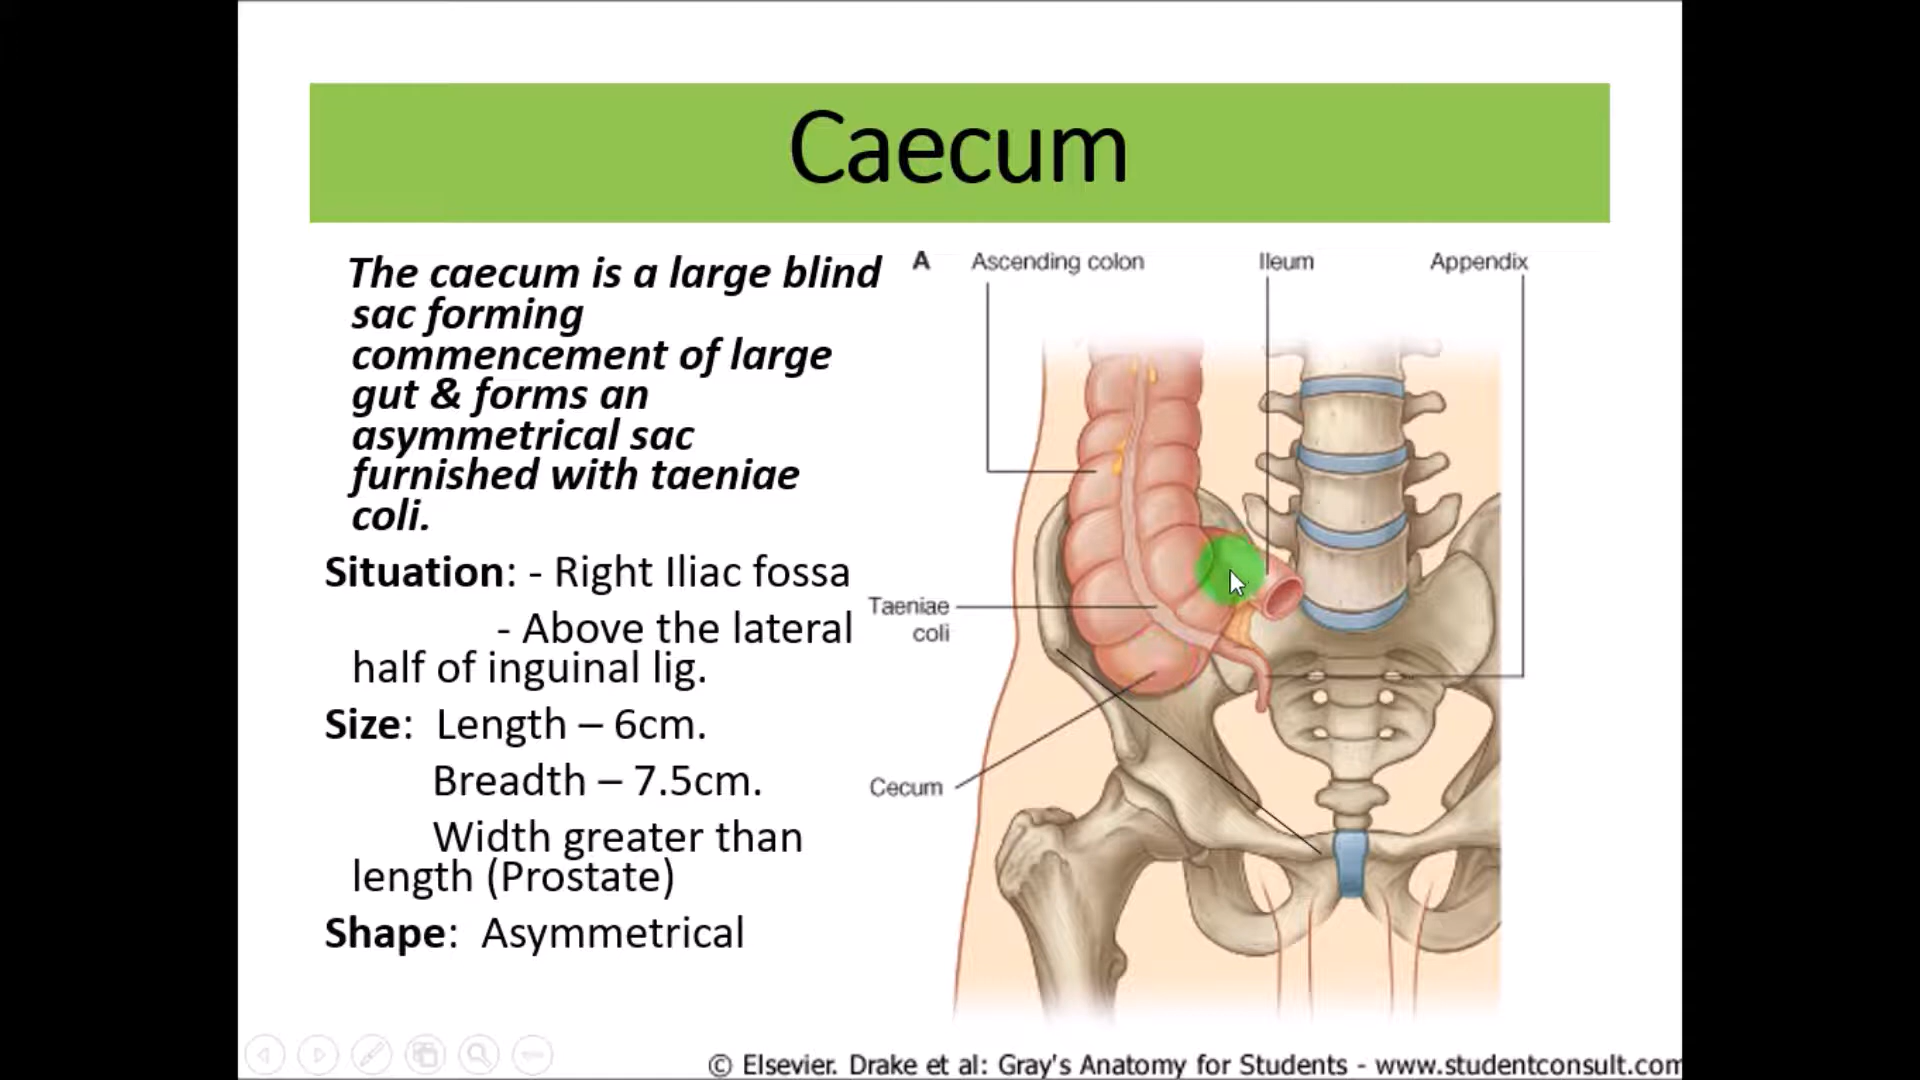 Caecum
The caecum is a large blind
sac forming
commencement of large
gut & forms an
asymmetrical sac
furnished with taeniae
coli.
Situation: - Right Iliac fossa
- Above the lateral
half of inguinal lig.
Size: Length – 6cm.
Breadth – 7.5cm.
Width greater than
length (Prostate)
Shape: Asymmetrical
A Ascending colon Ileum Appendix
Taeniae
coli
Cecum
© Elsevier. Drake et al: Gray's Anatomy for Students - www.studentconsult.com